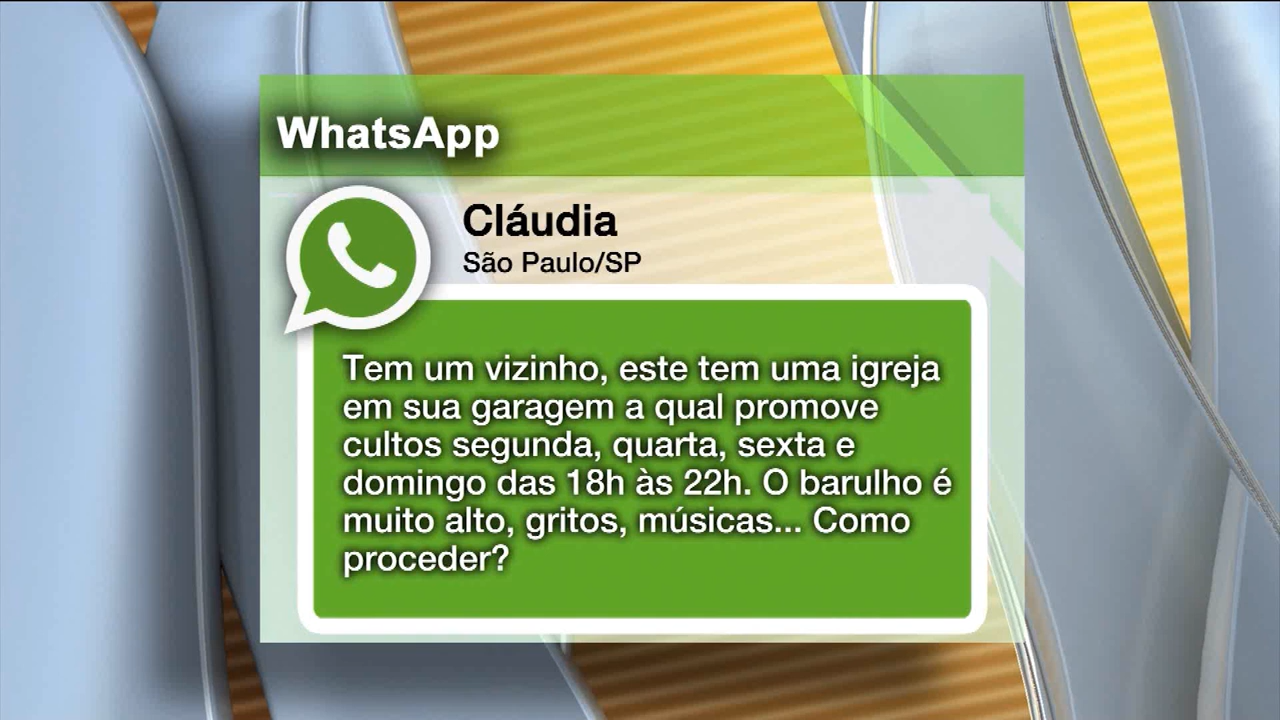 WhatsApp
Cláudia
São Paulo/SP
Tem um vizinho, este tem uma igreja
em sua garagem a qual promove
cultos segunda, quarta, sexta e
domingo das 18h às 22h. O barulho é
muito alto, gritos, músicas... Como
proceder?